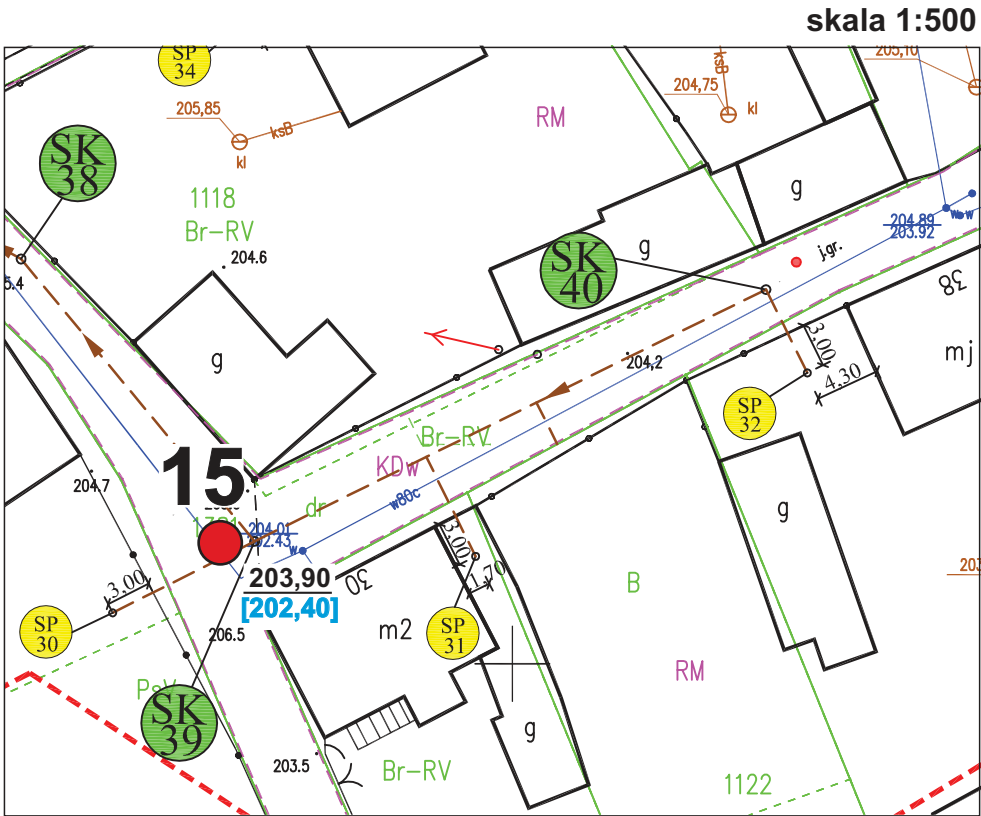 skala 1:500
SP
34
205,85
ksB
kl
ksB
204,75
kl
205,10
RM
SK
38
1118
Br-RV
204.6
5.4
g
g
g
SK
40
j.gr.
204.89
203.92
w
w
38
mj
3.00
4.30
SP
32
204,2
g
Br-RV
KDw
dr
w80c
15
204.7
204.01
202.43
w
203,90
[202,40]
30
3.00
1.70
SP
31
m2
3.00
SP
30
206.5
SK
39
203.5
Br-RV
g
B
RM
g
203
1122